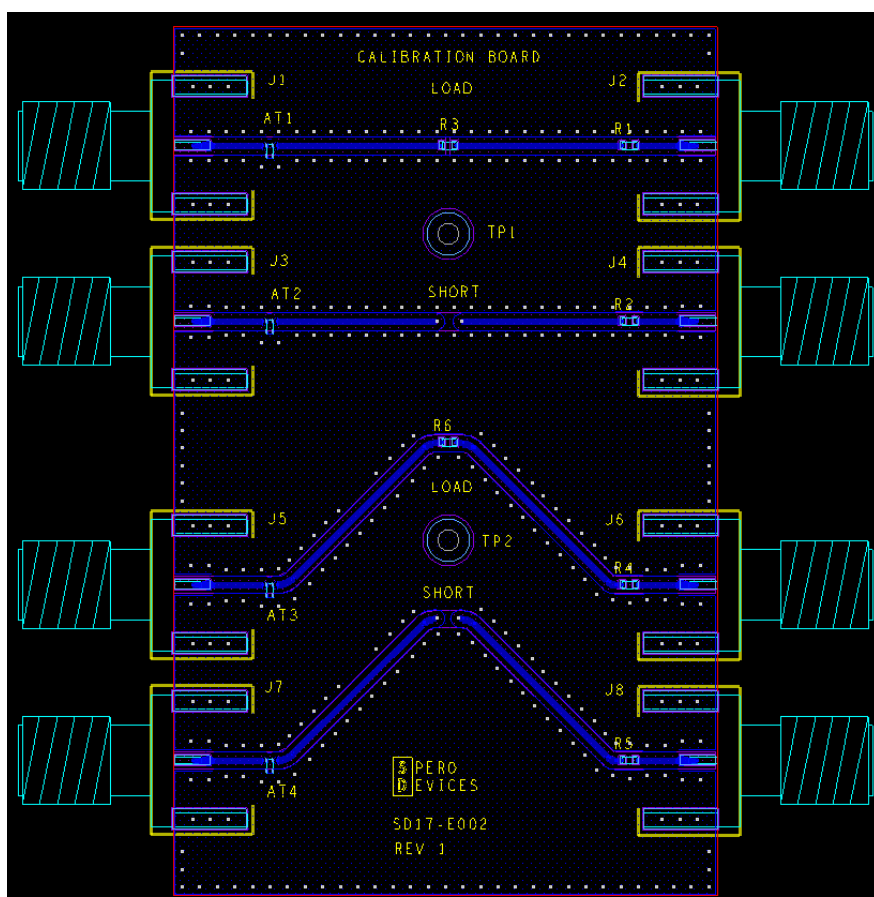 CALIBRATION BOARD
J1
LOAD
J2
AT1
R3
R1
TP1
J3
J4
AT2
SHORT
R2
R6
LOAD
J5
J6
TP2
R4
SHORT
AT3
J7
J8
R5
SPERO
DEVICES
AT4
SD17-E002
REV 1